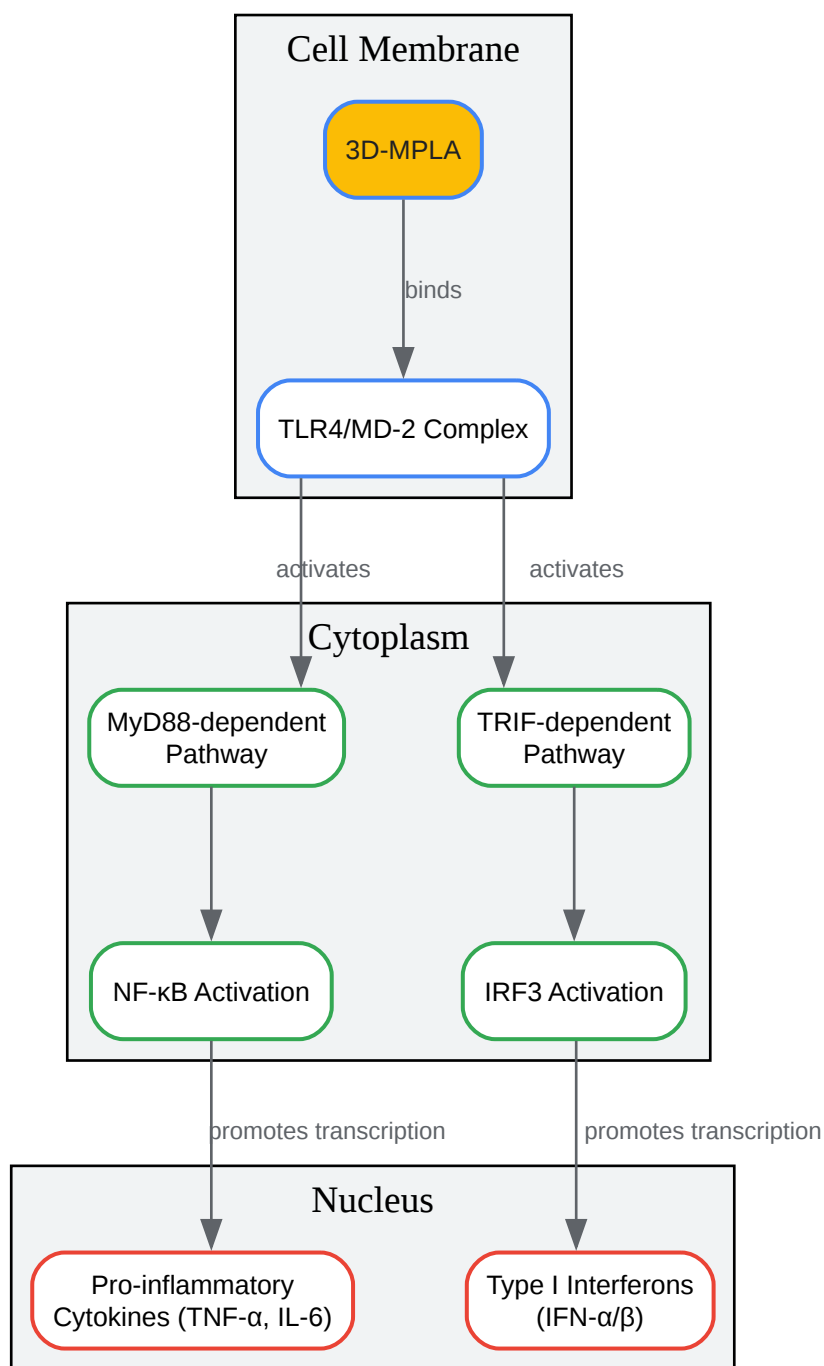 Cell Membrane
3D-MPLA
binds
TLR4/MD-2 Complex
activates
activates
Cytoplasm
MyD88-dependent
Pathway
TRIF-dependent
Pathway
NF-κB Activation
IRF3 Activation
promotes transcription
promotes transcription
Nucleus
Pro-inflammatory
Cytokines (TNF-α, IL-6)
Type I Interferons
(IFN-α/β)